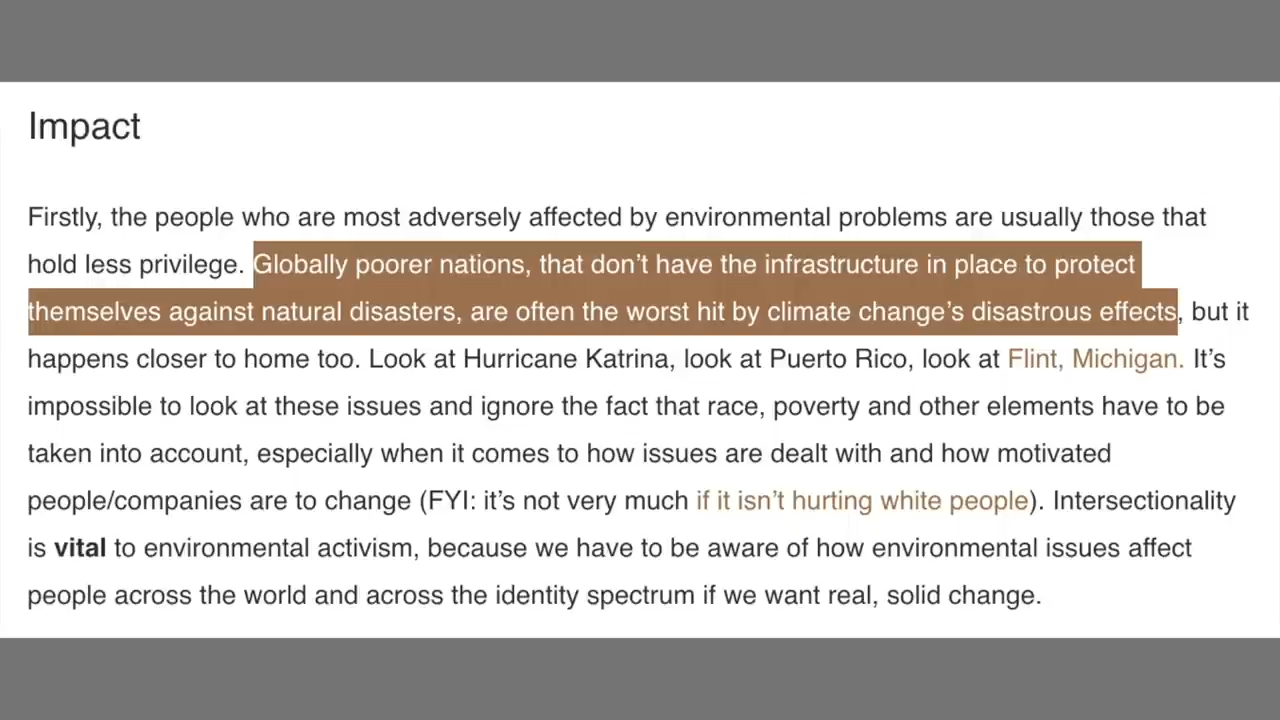 Impact
Firstly, the people who are most adversely affected by environmental problems are usually those that
hold less privilege. Globally poorer nations, that don’t have the infrastructure in place to protect
themselves against natural disasters, are often the worst hit by climate change’s disastrous effects, but it
happens closer to home too. Look at Hurricane Katrina, look at Puerto Rico, look at Flint, Michigan. It’s
impossible to look at these issues and ignore the fact that race, poverty and other elements have to be
taken into account, especially when it comes to how issues are dealt with and how motivated
people/companies are to change (FYI: it’s not very much if it isn’t hurting white people). Intersectionality
is vital to environmental activism, because we have to be aware of how environmental issues affect
people across the world and across the identity spectrum if we want real, solid change.